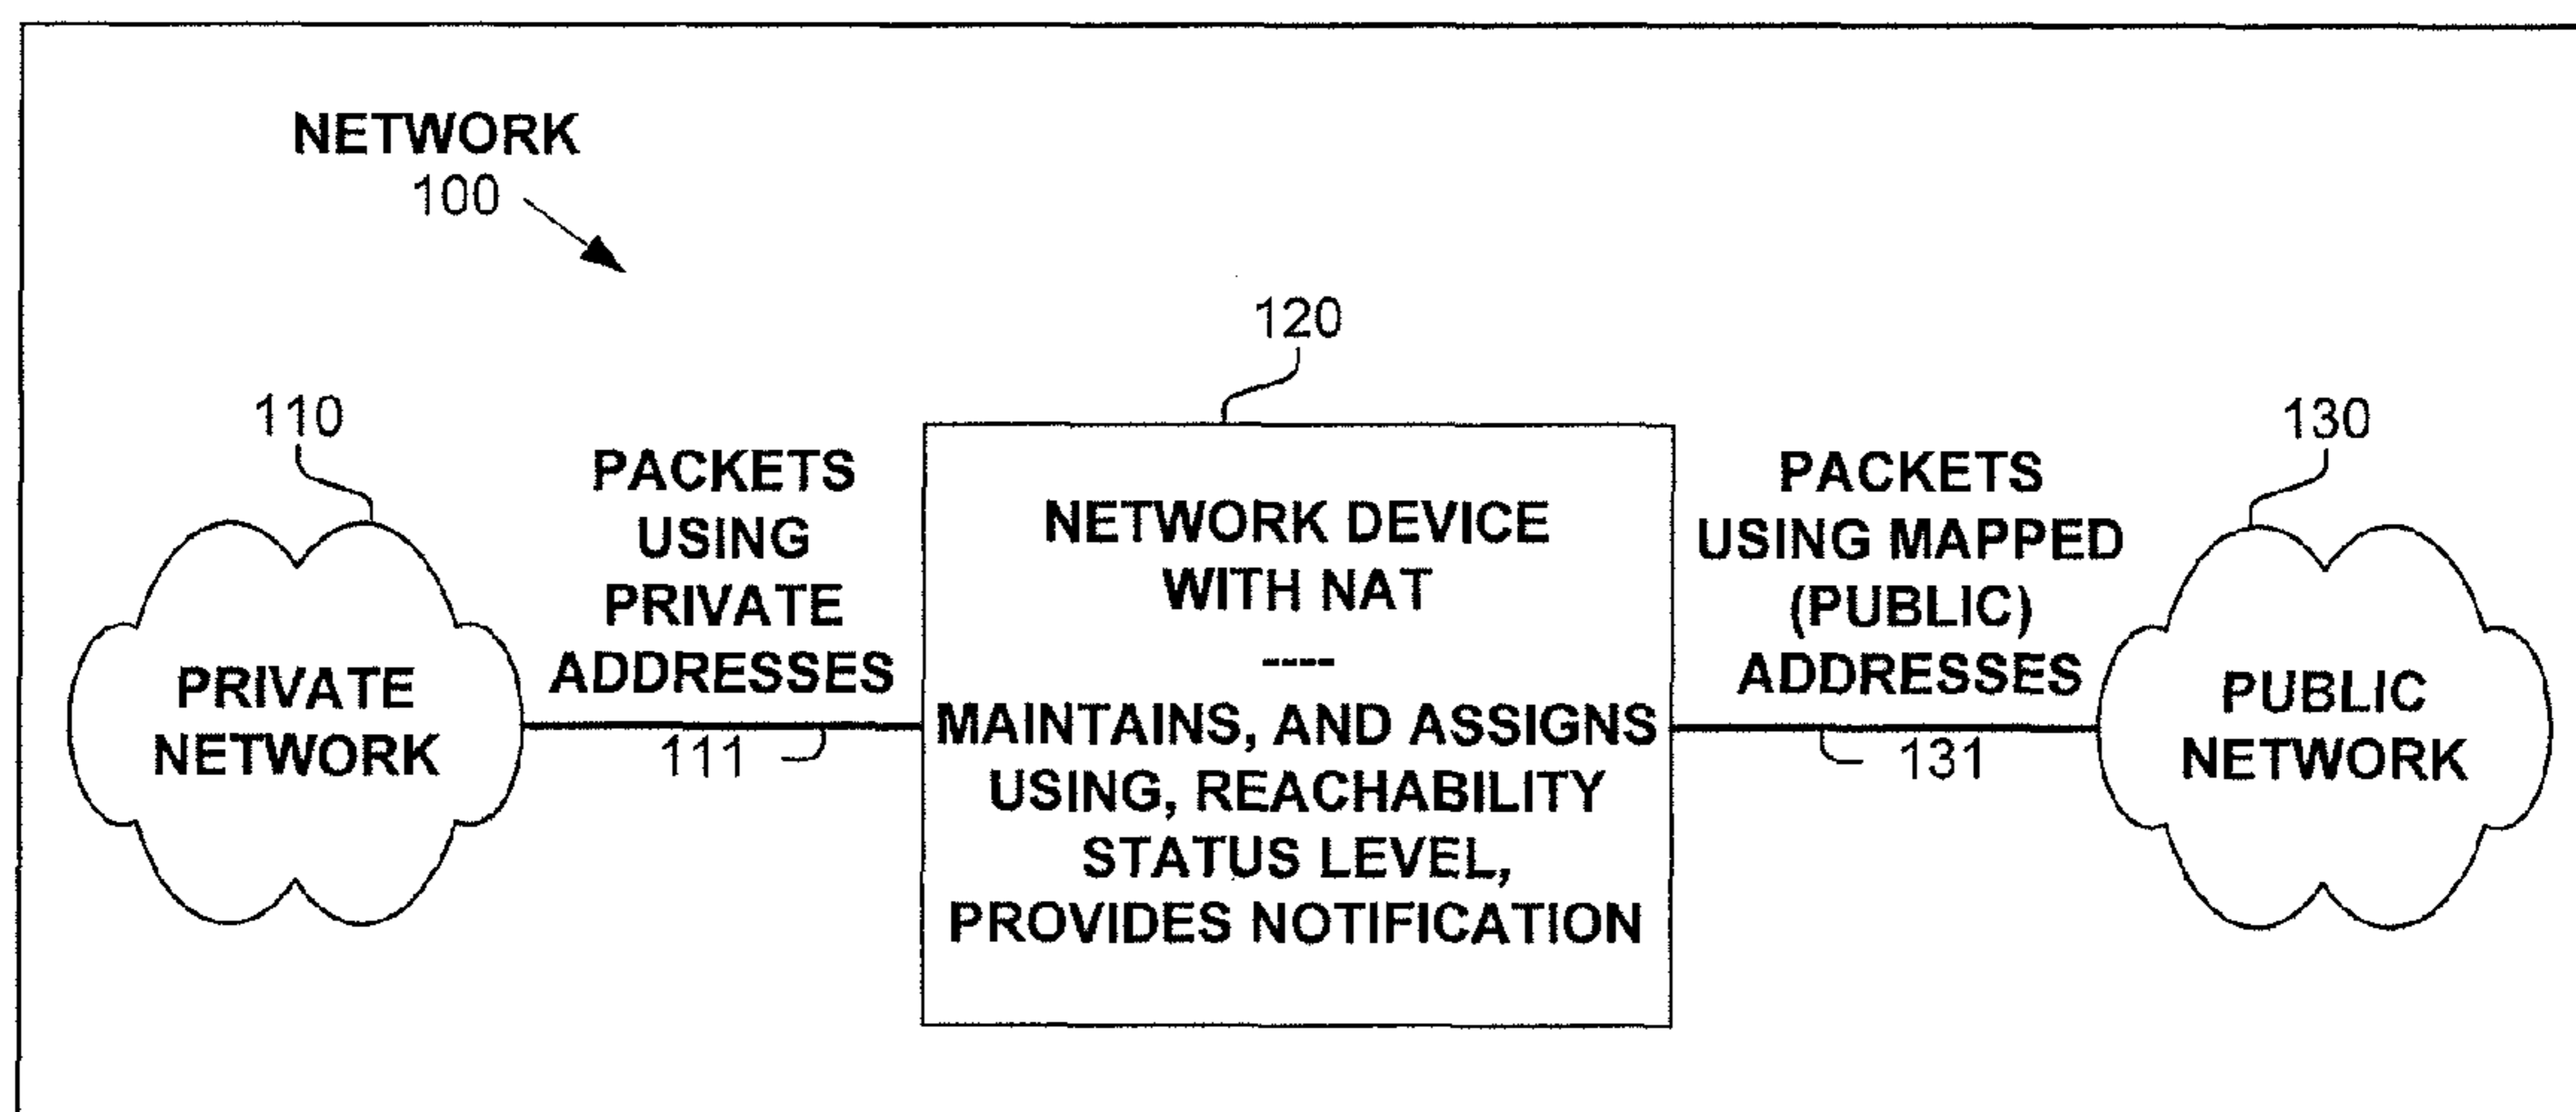 NETWORK
100
120
110
130
PACKETS
USING
PRIVATE
ADDRESSES
PACKETS
USING MAPPED
(PUBLIC)
ADDRESSES
NETWORK DEVICE
WITH NAT
----
MAINTAINS, AND ASSIGNS
USING, REACHABILITY
STATUS LEVEL,
PROVIDES NOTIFICATION
PRIVATE
NETWORK
111
131
PUBLIC
NETWORK